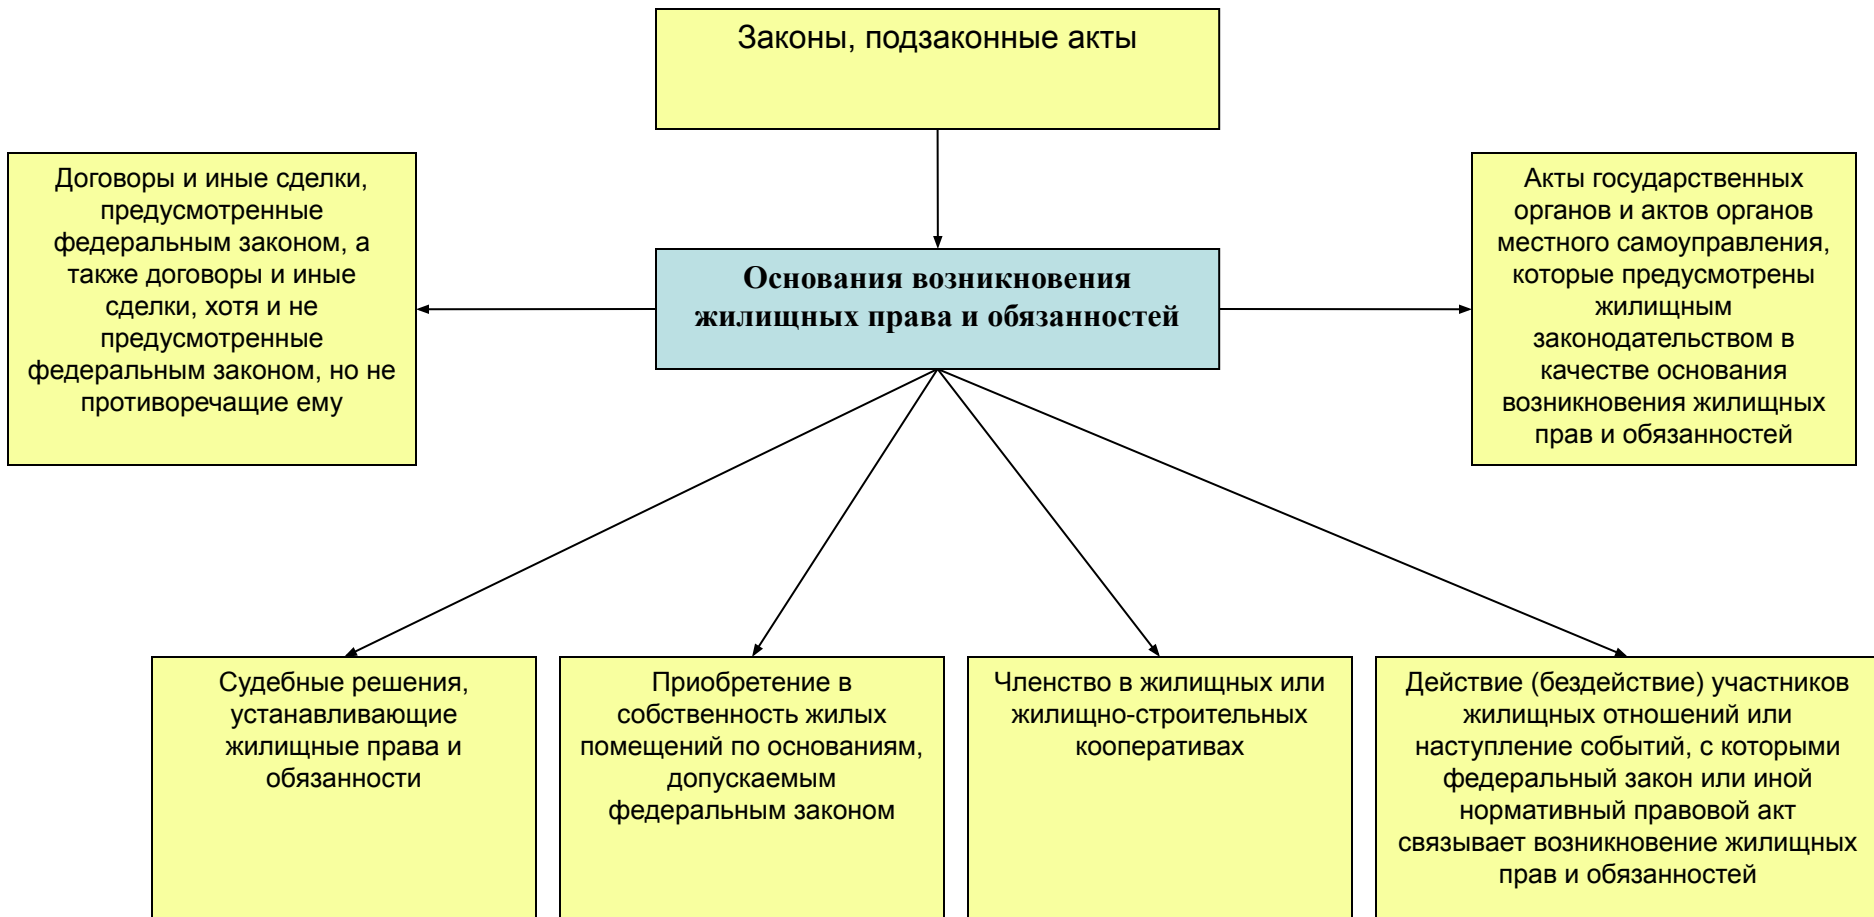 Законы, подзаконные акты
Договоры и иные сделки,
предусмотренные
федеральным законом, а
также договоры и иные
сделки, хотя и не
предусмотренные
федеральным законом, но не
противоречащие ему
Основания возникновения
жилищных права и обязанностей
Акты государственных
органов и актов органов
местного самоуправления,
которые предусмотрены
жилищным
законодательством в
качестве основания
возникновения жилищных
прав и обязанностей
Судебные решения,
устанавливающие
жилищные права и
обязанности
Приобретение в
собственность жилых
помещений по основаниям,
допускаемым
федеральным законом
Членство в жилищных или
жилищно-строительных
кооперативах
Действие (бездействие) участников
жилищных отношений или
наступление событий, с которыми
федеральный закон или иной
нормативный правовой акт
связывает возникновение жилищных
прав и обязанностей